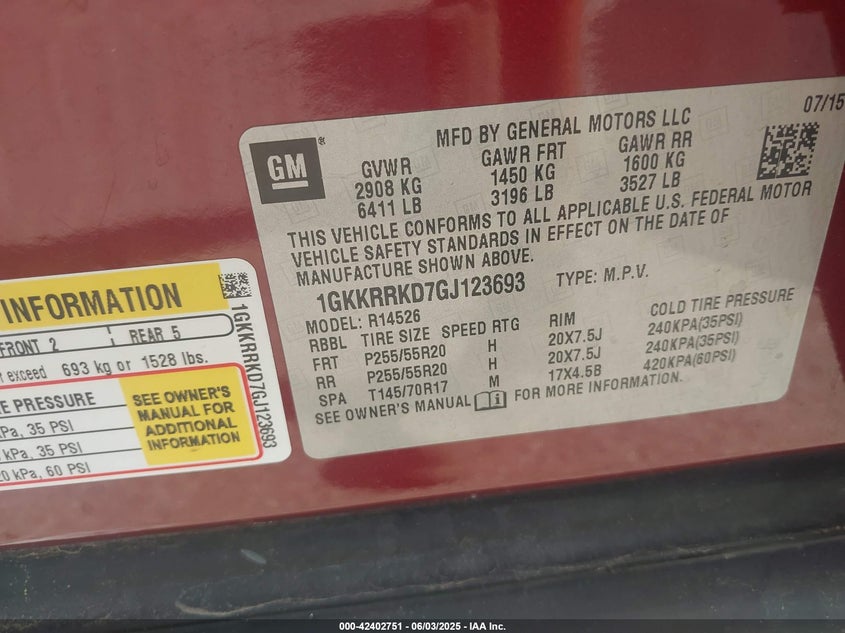 07/15
MFD BY GENERAL MOTORS LLC
GM
GVWR GAWR FRT GAWR RR
2908 KG 1450 KG 1600 KG
6411 LB 3196 LB 3527 LB
THIS VEHICLE CONFORMS TO ALL APPLICABLE U.S. FEDERAL MOTOR
VEHICLE SAFETY STANDARDS IN EFFECT ON THE DATE OF
MANUFACTURE SHOWN ABOVE.
1GKKRRKD7GJ123693 TYPE: M.P.V.
MODEL: R14526
RBBL TIRE SIZE SPEED RTG RIM COLD TIRE PRESSURE
FRT P255/55R20 H 20X7.5J 240KPA(35PSI)
RR P255/55R20 H 20X7.5J 240KPA(35PSI)
SPA T145/70R17 M 17X4.5B 420KPA(60PSI)
SEE OWNER'S MANUAL FOR MORE INFORMATION.
INFORMATION
FRONT 2 REAR 5
exceed 693 kg or 1528 lbs.
PRESSURE
kPa, 35 PSI
kPa, 35 PSI
kPa, 60 PSI
SEE OWNER'S
MANUAL FOR
ADDITIONAL
INFORMATION
1GKKRRKD7GJ123693
000-42402751 - 06/03/2025 - IAA Inc.